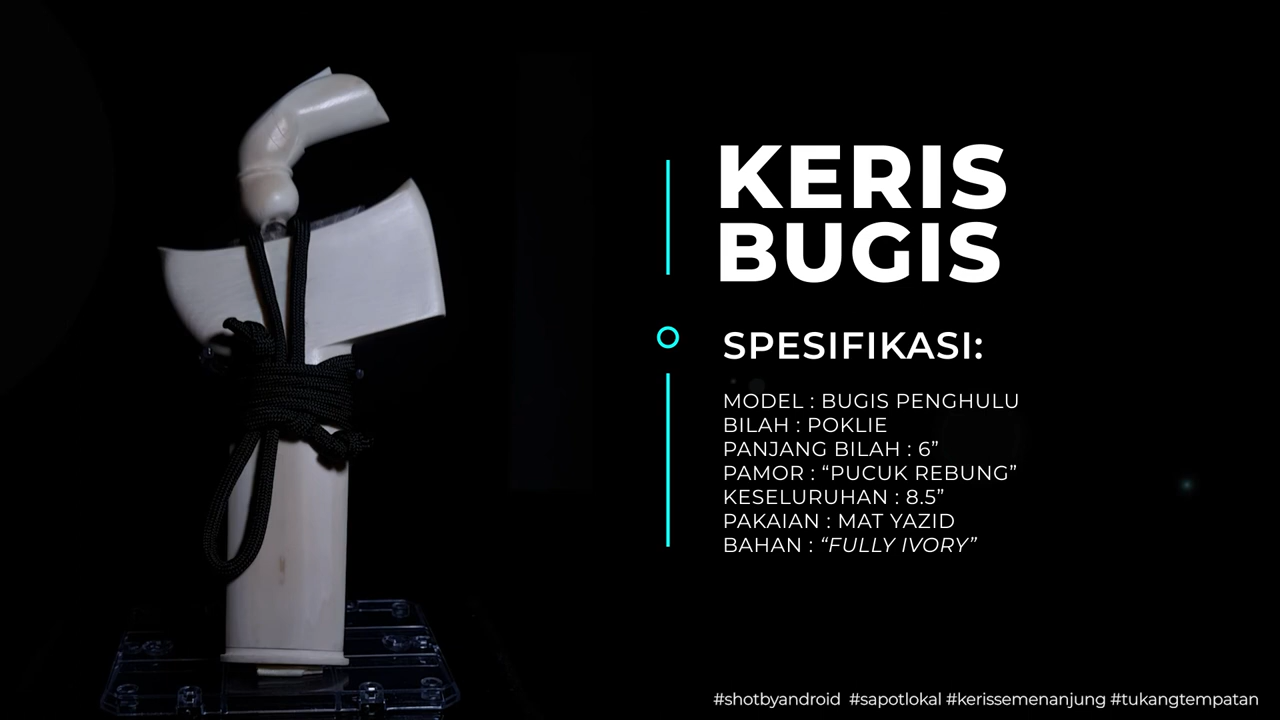 KERIS
BUGIS
SPESIFIKASI:
MODEL : BUGIS PENGHULU
BILAH : POKLIE
PANJANG BILAH : 6”
PAMOR : “PUCUK REBUNG”
KESELURUHAN : 8.5”
PAKAIAN : MAT YAZID
BAHAN : “FULLY IVORY”
#shotbyandroid #sapotlokal #kerissemenanjung #tukangtempatan